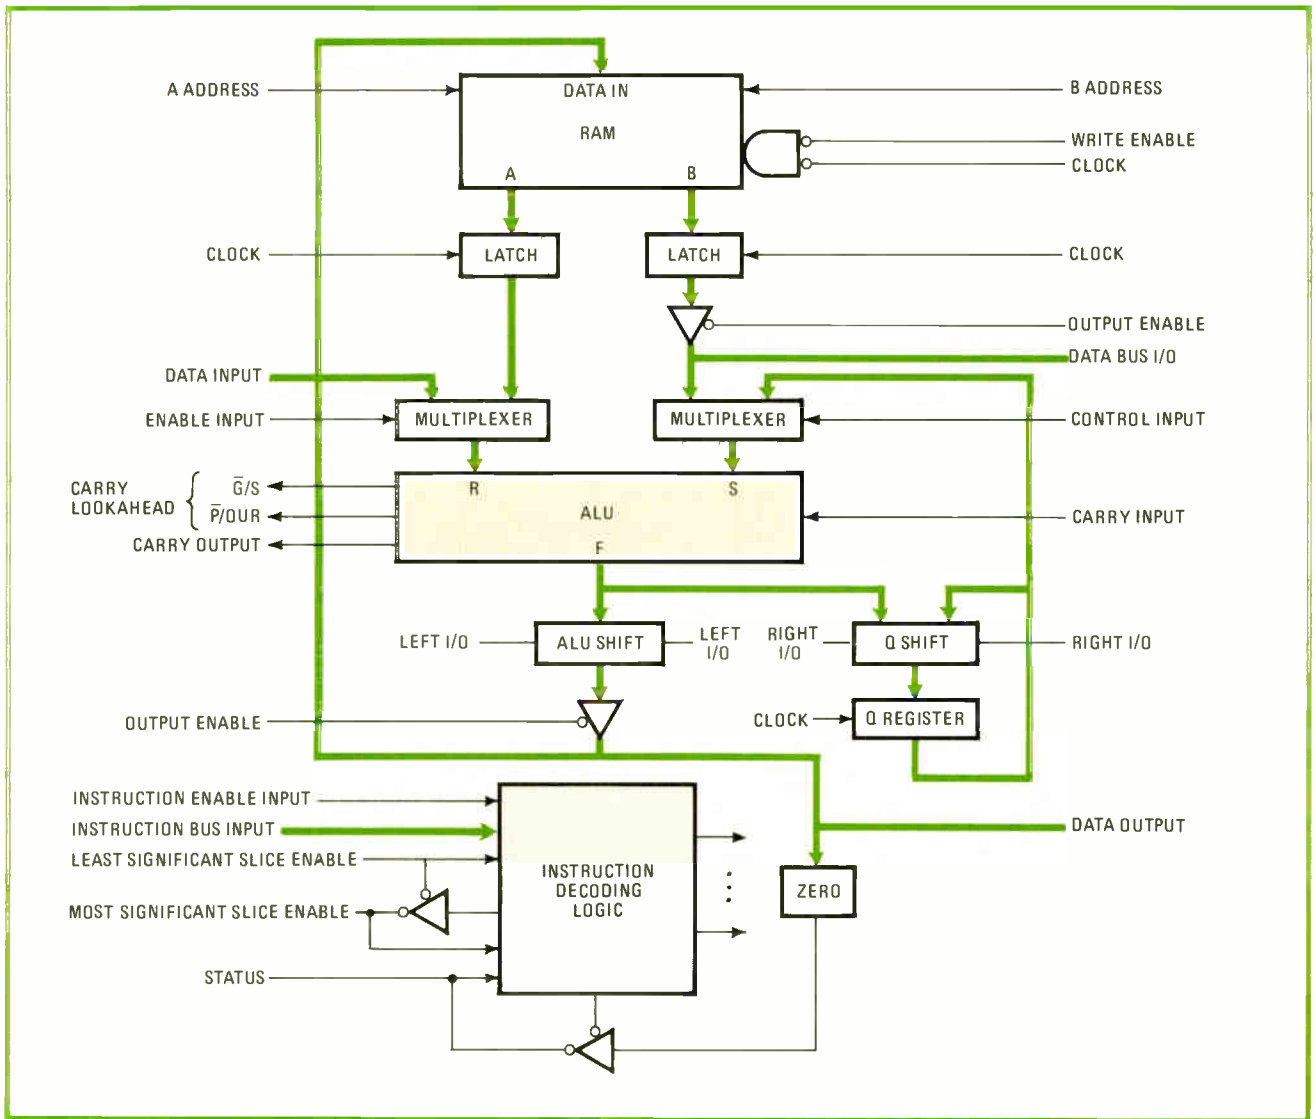 A ADDRESS
DATA IN
B ADDRESS
RAM
WRITE ENABLE
CLOCK
A
B
CLOCK
LATCH
LATCH
CLOCK
OUTPUT ENABLE
DATA BUS I/O
DATA INPUT
ENABLE INPUT
MULTIPLEXER
MULTIPLEXER
CONTROL INPUT
CARRY LOOKAHEAD
G̅/S
P̅/OUR
CARRY OUTPUT
R
S
ALU
F
CARRY INPUT
LEFT I/O
ALU SHIFT
LEFT I/O
RIGHT I/O
Q SHIFT
RIGHT I/O
OUTPUT ENABLE
CLOCK
Q REGISTER
INSTRUCTION ENABLE INPUT
INSTRUCTION BUS INPUT
LEAST SIGNIFICANT SLICE ENABLE
MOST SIGNIFICANT SLICE ENABLE
STATUS
INSTRUCTION
DECODING
LOGIC
DATA OUTPUT
ZERO